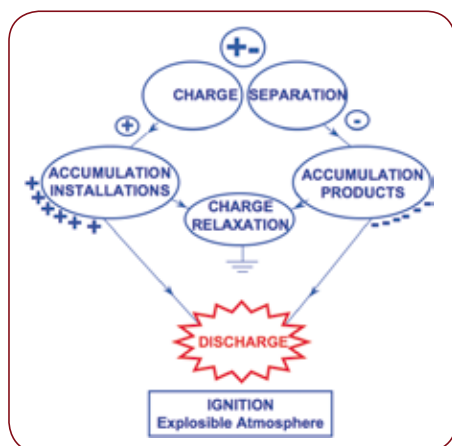 +-
CHARGE SEPARATION
+ -
ACCUMULATION INSTALLATIONS
ACCUMULATION PRODUCTS
+ + + + + +
- - - - - -
CHARGE
RELAXATION
DISCHARGE
IGNITION
Explosible Atmosphere